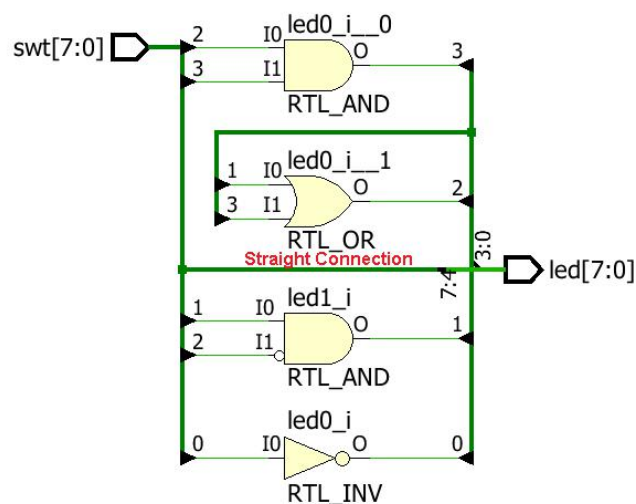 led0_i__0
swt[7:0]
2 I0 O 3
3 I1
RTL_AND
led0_i__1
1 I0 O 2
3 I1
RTL_OR
Straight Connection
7:4
3:0
led[7:0]
led1_i
1 I0 O 1
2 I1
RTL_AND
led0_i
0 I0 O 0
RTL_INV